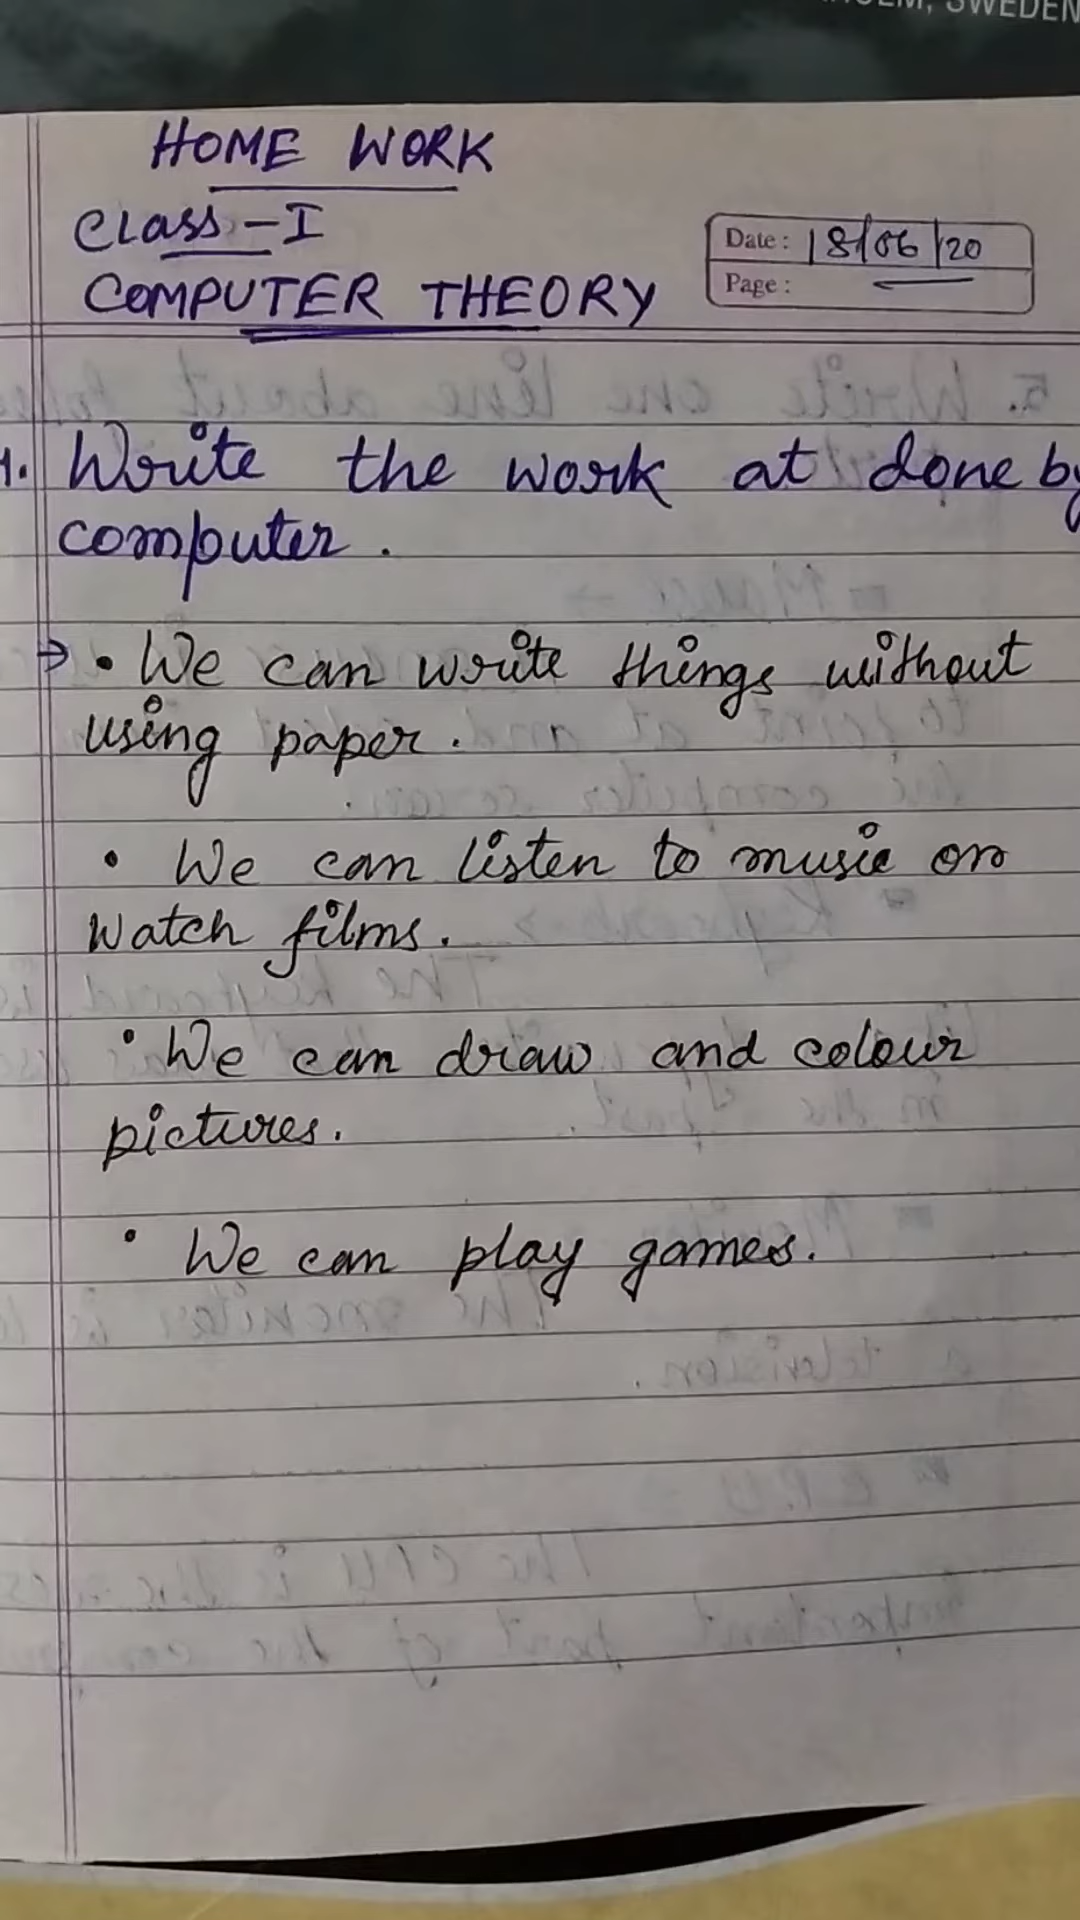 SWEDEN
HOME WORK
Class - I
COMPUTER THEORY
Date: 18/06/20
Page:
1. Write the work at done by
computer.
→ • We can write things without
using paper.
• We can listen to music or
watch films.
• We can draw and colour
pictures.
• We can play games.